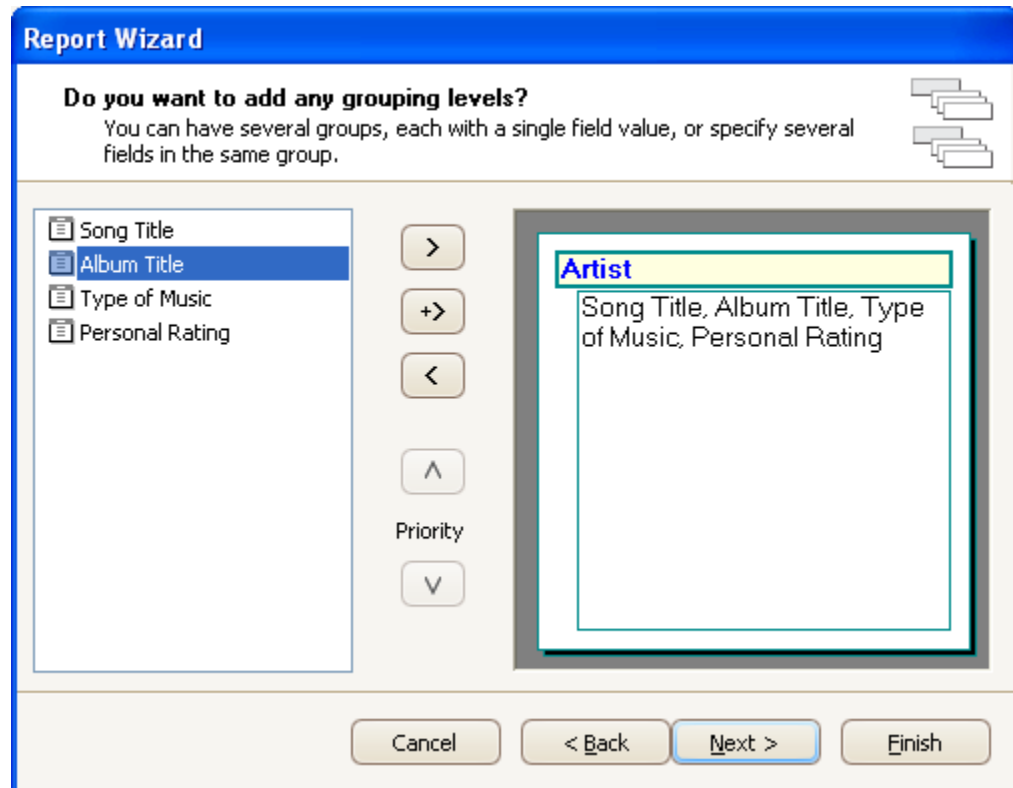 Report Wizard
Do you want to add any grouping levels?
You can have several groups, each with a single field value, or specify several
fields in the same group.
Song Title
Album Title
Type of Music
Personal Rating
>
+>
<
∧
Priority
∨
Artist
Song Title, Album Title, Type
of Music, Personal Rating
Cancel
< Back
Next >
Finish